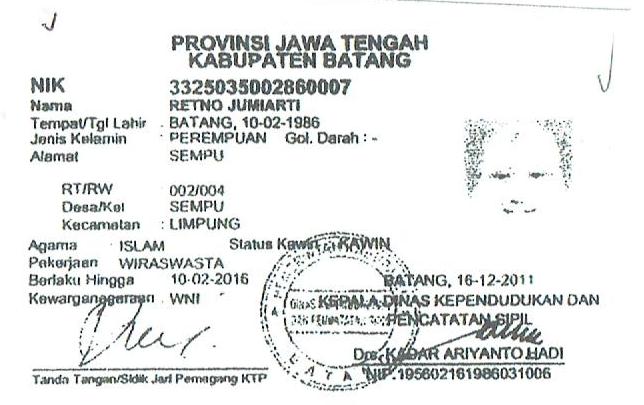 PROVINSI JAWA TENGAH
KABUPATEN BATANG
NIK 3325035002860007
Nama RETNO JUMIARTI
Tempat/Tgl Lahir : BATANG, 10-02-1986
Jenis Kelamin : PEREMPUAN Gol. Darah : -
Alamat SEMPU
RT/RW 002/004
Desa/Kel SEMPU
Kecamatan : LIMPUNG
Agama : ISLAM Status Kawin : KAWIN
Pekerjaan WIRASWASTA
Berlaku Hingga 10-02-2016
Kewarganegaraan WNI
BATANG, 16-12-2011
KEPALA DINAS KEPENDUDUKAN DAN
PENCATATAN SIPIL
Drs. KADAR ARIYANTO HADI
NIP.195602161986031006
Tanda Tangan/Sidik Jari Pemegang KTP